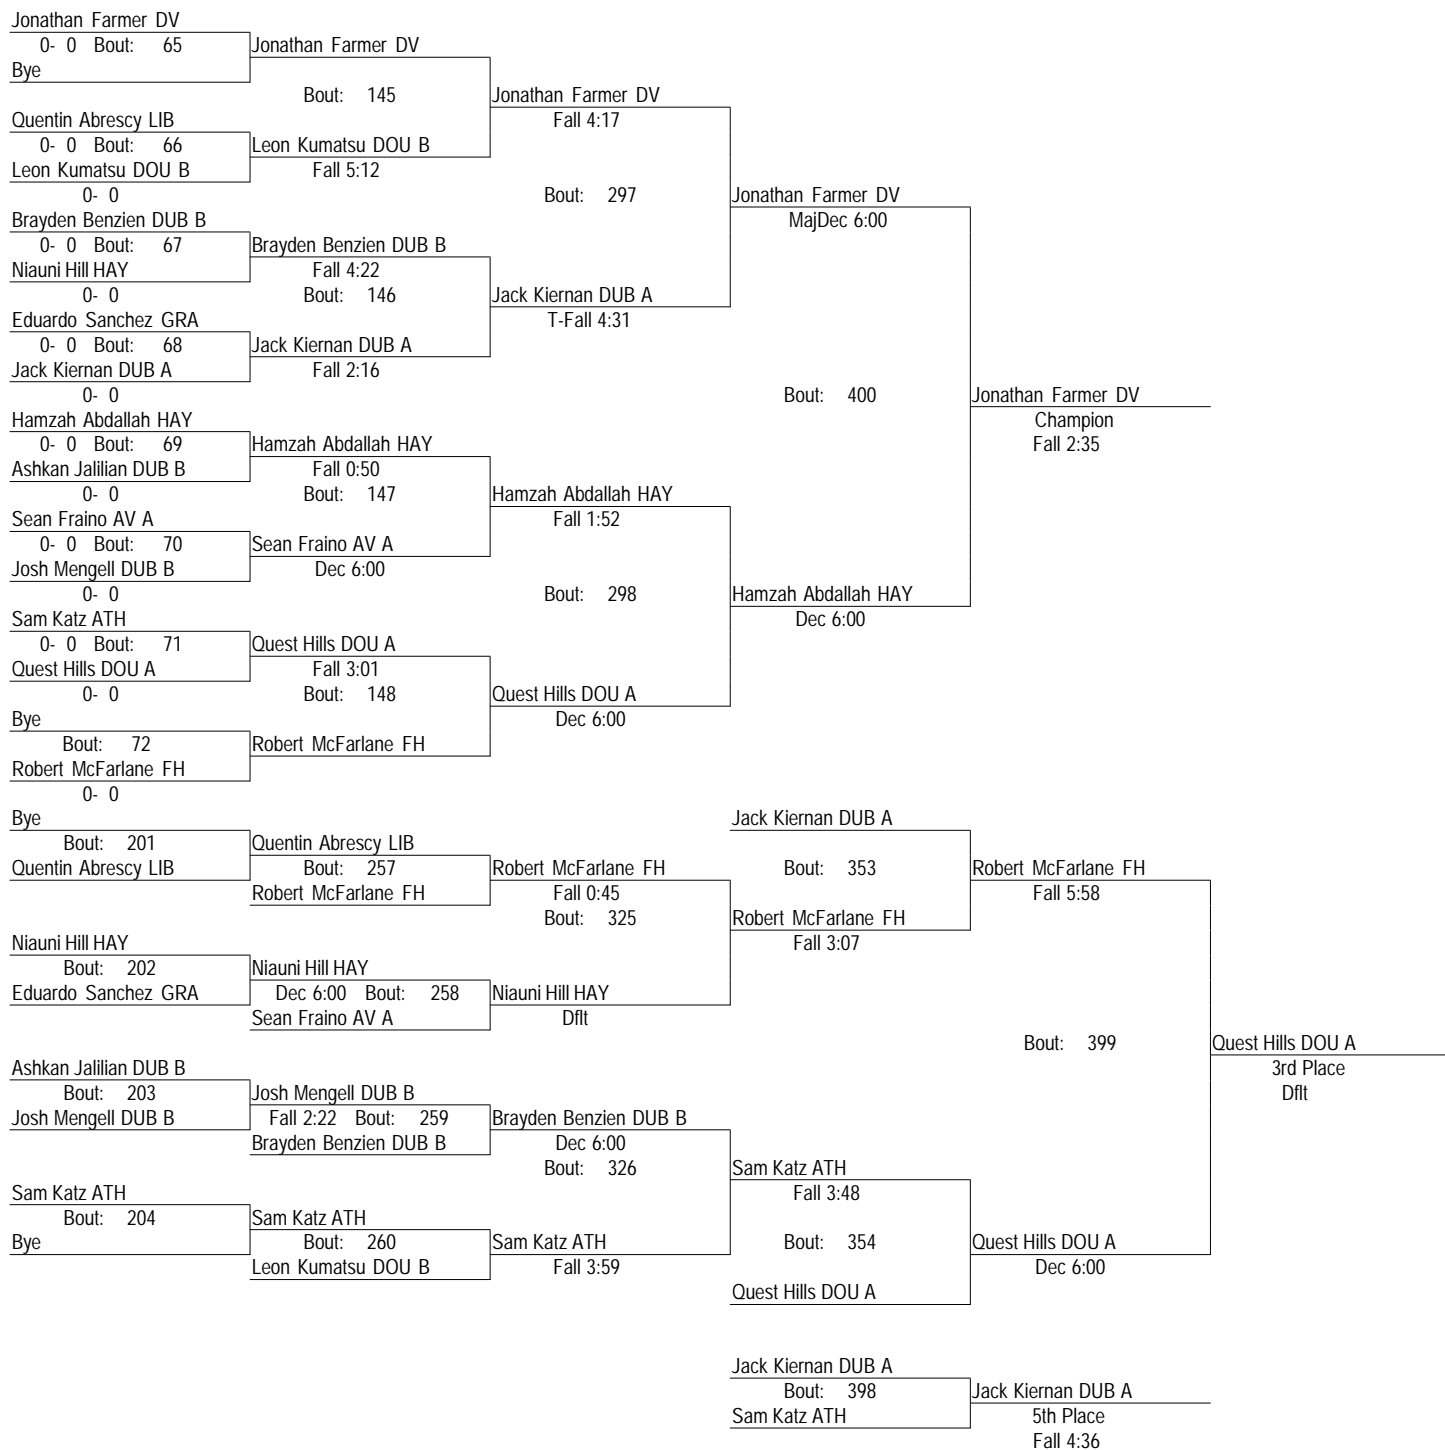 Jonathan Farmer DV
0- 0 Bout: 65
Jonathan Farmer DV
Bye
Bout: 145
Jonathan Farmer DV
Quentin Abrescy LIB
Fall 4:17
0- 0 Bout: 66
Leon Kumatsu DOU B
Leon Kumatsu DOU B
Fall 5:12
0- 0
Bout: 297
Jonathan Farmer DV
Brayden Benzien DUB B
MajDec 6:00
0- 0 Bout: 67
Brayden Benzien DUB B
Niauni Hill HAY
Fall 4:22
0- 0
Bout: 146
Jack Kiernan DUB A
Eduardo Sanchez GRA
T-Fall 4:31
0- 0 Bout: 68
Jack Kiernan DUB A
Jack Kiernan DUB A
Fall 2:16
0- 0
Bout: 400
Jonathan Farmer DV
Hamzah Abdallah HAY
Champion
0- 0 Bout: 69
Hamzah Abdallah HAY
Fall 2:35
Ashkan Jalilian DUB B
Fall 0:50
0- 0
Bout: 147
Hamzah Abdallah HAY
Sean Fraino AV A
Fall 1:52
0- 0 Bout: 70
Sean Fraino AV A
Josh Mengell DUB B
Dec 6:00
0- 0
Bout: 298
Hamzah Abdallah HAY
Sam Katz ATH
Dec 6:00
0- 0 Bout: 71
Quest Hills DOU A
Quest Hills DOU A
Fall 3:01
0- 0
Bout: 148
Quest Hills DOU A
Bye
Dec 6:00
Bout: 72
Robert McFarlane FH
Robert McFarlane FH
0- 0
Bye
Jack Kiernan DUB A
Bout: 201
Quentin Abrescy LIB
Quentin Abrescy LIB
Bout: 257
Robert McFarlane FH
Bout: 353
Robert McFarlane FH
Robert McFarlane FH
Fall 0:45
Fall 5:58
Bout: 325
Robert McFarlane FH
Niauni Hill HAY
Fall 3:07
Bout: 202
Niauni Hill HAY
Eduardo Sanchez GRA
Dec 6:00 Bout: 258
Niauni Hill HAY
Sean Fraino AV A
Dflt
Bout: 399
Quest Hills DOU A
Ashkan Jalilian DUB B
3rd Place
Bout: 203
Josh Mengell DUB B
Dflt
Josh Mengell DUB B
Fall 2:22 Bout: 259
Brayden Benzien DUB B
Brayden Benzien DUB B
Dec 6:00
Bout: 326
Sam Katz ATH
Sam Katz ATH
Fall 3:48
Bout: 204
Sam Katz ATH
Bye
Bout: 260
Sam Katz ATH
Bout: 354
Quest Hills DOU A
Leon Kumatsu DOU B
Fall 3:59
Dec 6:00
Quest Hills DOU A
Jack Kiernan DUB A
Bout: 398
Jack Kiernan DUB A
Sam Katz ATH
5th Place
Fall 4:36